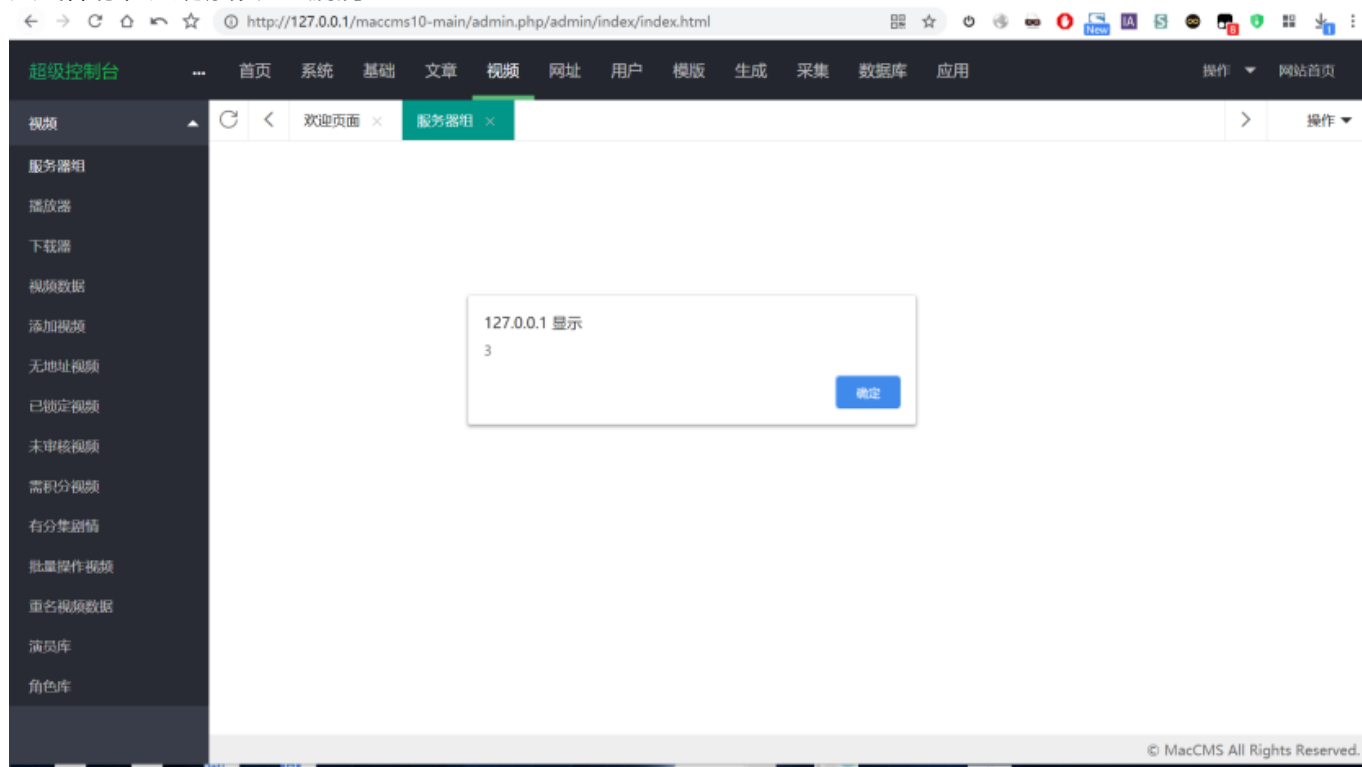 http://127.0.0.1/maccms10-main/admin.php/admin/index/index.html
New
IA
S
8
1
超级控制台
首页 系统 基础 文章 视频 网址 用户 模版 生成 采集 数据库 应用
操作 网站首页
视频
欢迎页面
服务器组
操作
服务器组
播放器
下载器
视频数据
添加视频
无地址视频
已锁定视频
未审核视频
需积分视频
有分集剧情
批量操作视频
重名视频数据
演员库
角色库
127.0.0.1 显示
3
确定
© MacCMS All Rights Reserved.